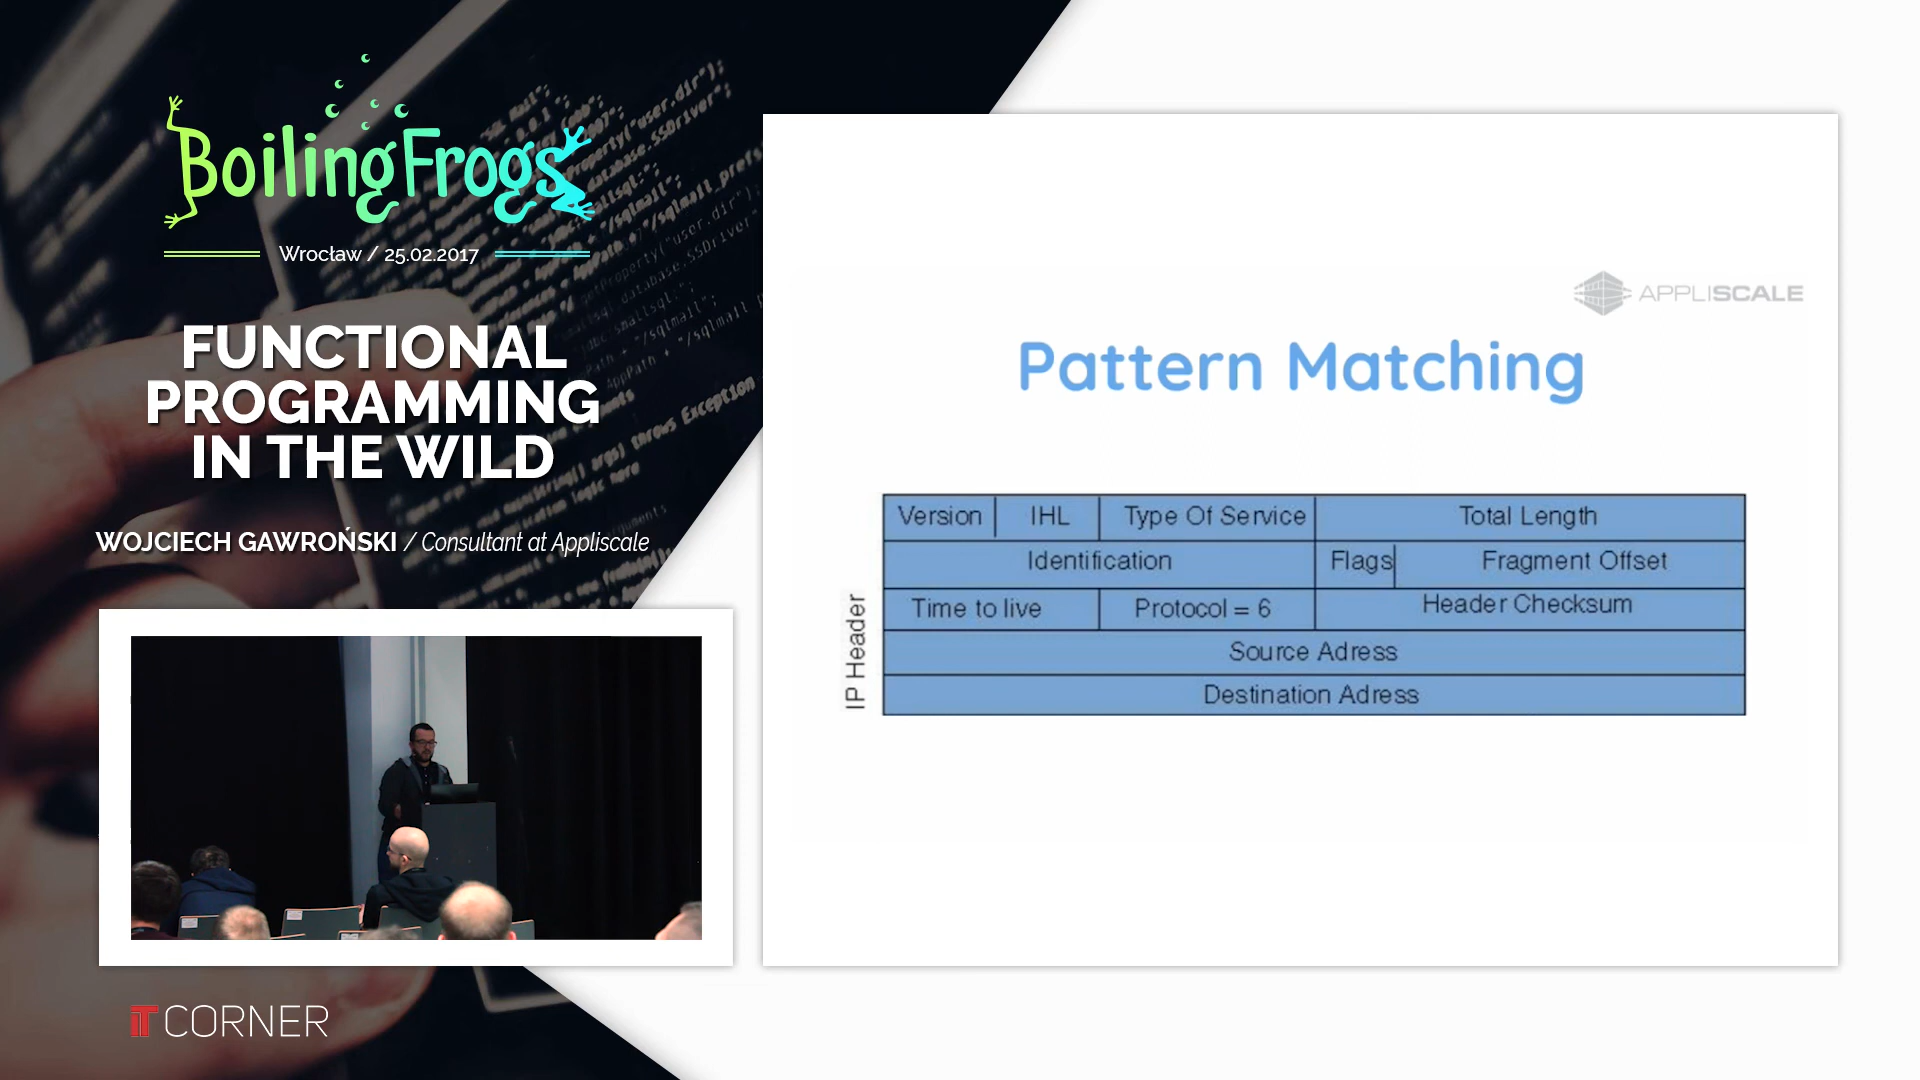 BoilingFrogs
Wrocław / 25.02.2017
FUNCTIONAL
PROGRAMMING
IN THE WILD
WOJCIECH GAWROŃSKI / Consultant at Appliscale
IT CORNER
APPLISCALE
Pattern Matching
IP Header
Version IHL Type Of Service Total Length
Identification Flags Fragment Offset
Time to live Protocol = 6 Header Checksum
Source Adress
Destination Adress